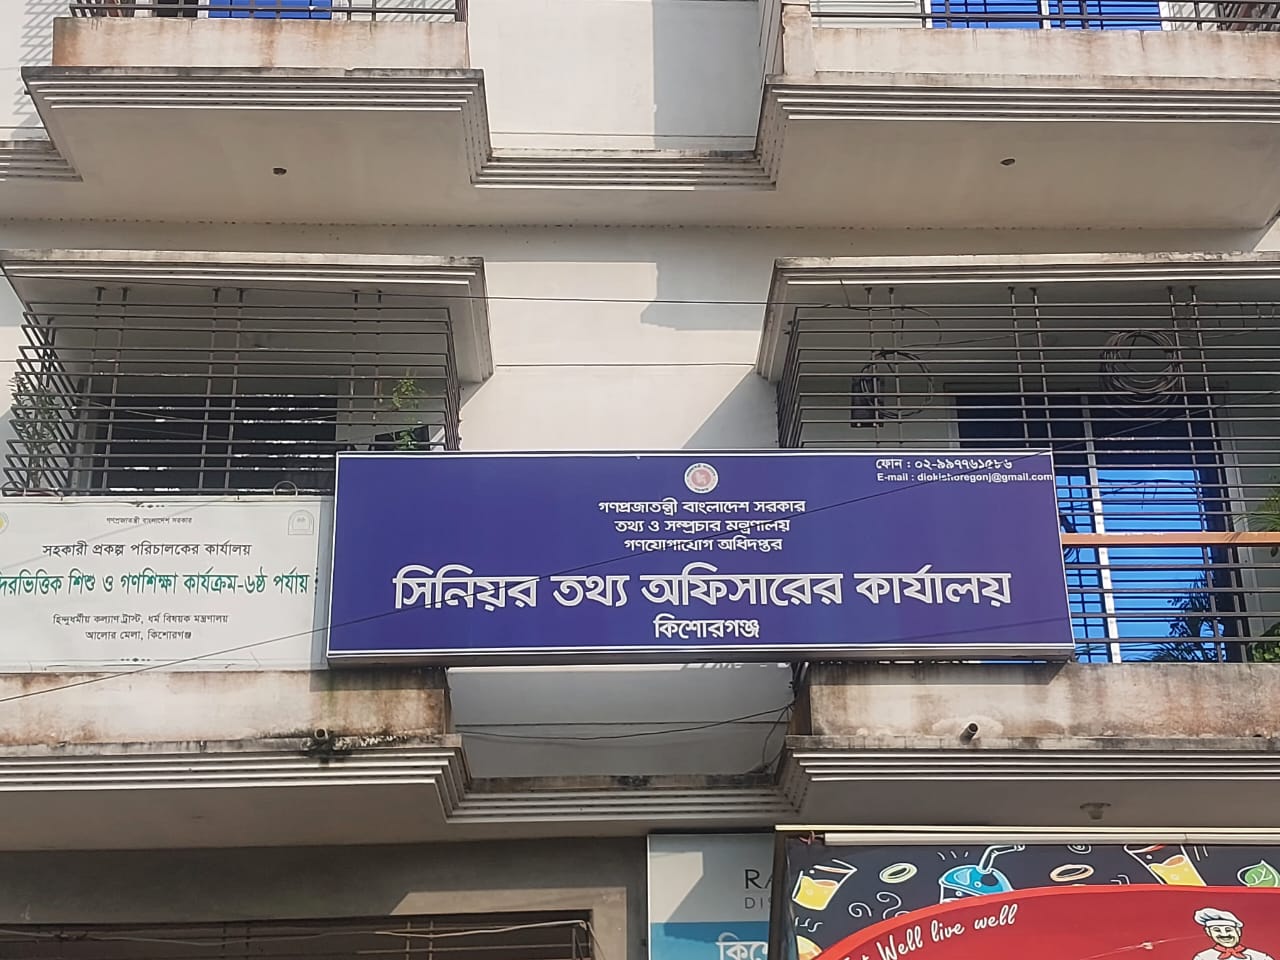 ফোন : ০২-৯৯৭৭৬১৫৮৬
E-mail : diokishoregonj@gmail.com
গণপ্রজাতন্ত্রী বাংলাদেশ সরকার
তথ্য ও সম্প্রচার মন্ত্রণালয়
গণযোগাযোগ অধিদপ্তর
সিনিয়র তথ্য অফিসারের কার্যালয়
কিশোরগঞ্জ
গণপ্রজাতন্ত্রী বাংলাদেশ সরকার
সহকারী প্রকল্প পরিচালকের কার্যালয়
শিশু ও গণশিক্ষা কার্যক্রম-৬ষ্ঠ পর্যায়
হিন্দুধর্মীয় কল্যাণ ট্রাস্ট, ধর্ম বিষয়ক মন্ত্রণালয়
আলোর মেলা, কিশোরগঞ্জ
Well live well